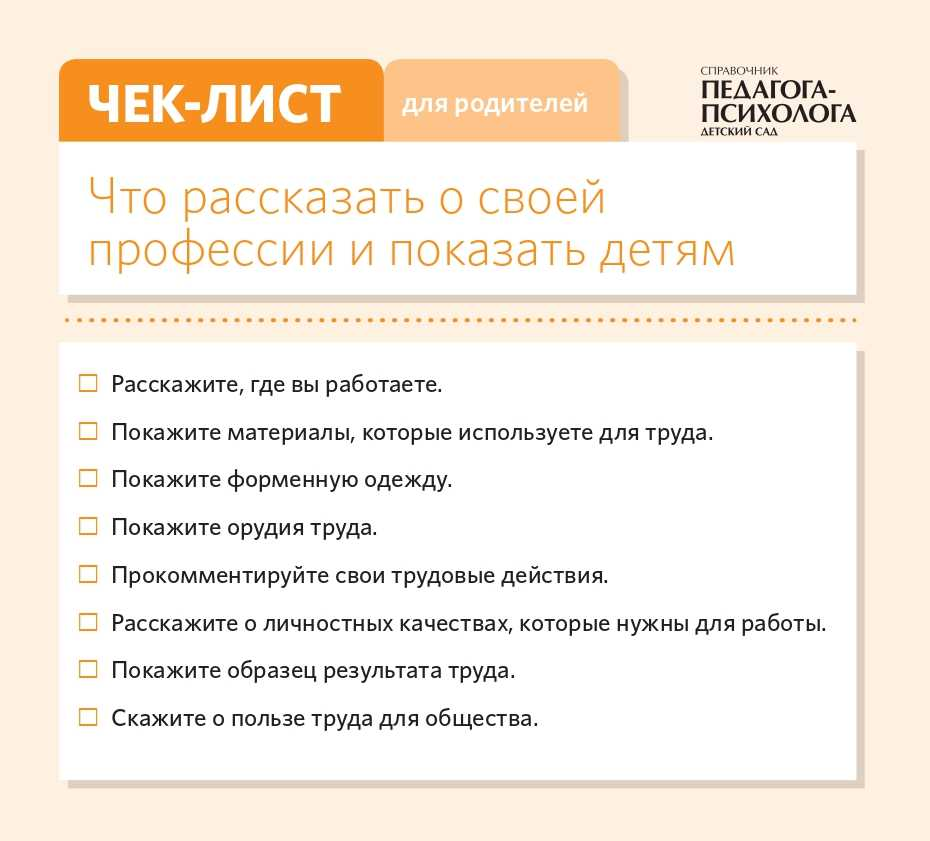 ЧЕК-ЛИСТ
для родителей
СПРАВОЧНИК
ПЕДАГОГА-
ПСИХОЛОГА
ДЕТСКИЙ САД
Что рассказать о своей
профессии и показать детям
Расскажите, где вы работаете.
Покажите материалы, которые используете для труда.
Покажите форменную одежду.
Покажите орудия труда.
Прокомментируйте свои трудовые действия.
Расскажите о личностных качествах, которые нужны для работы.
Покажите образец результата труда.
Скажите о пользе труда для общества.